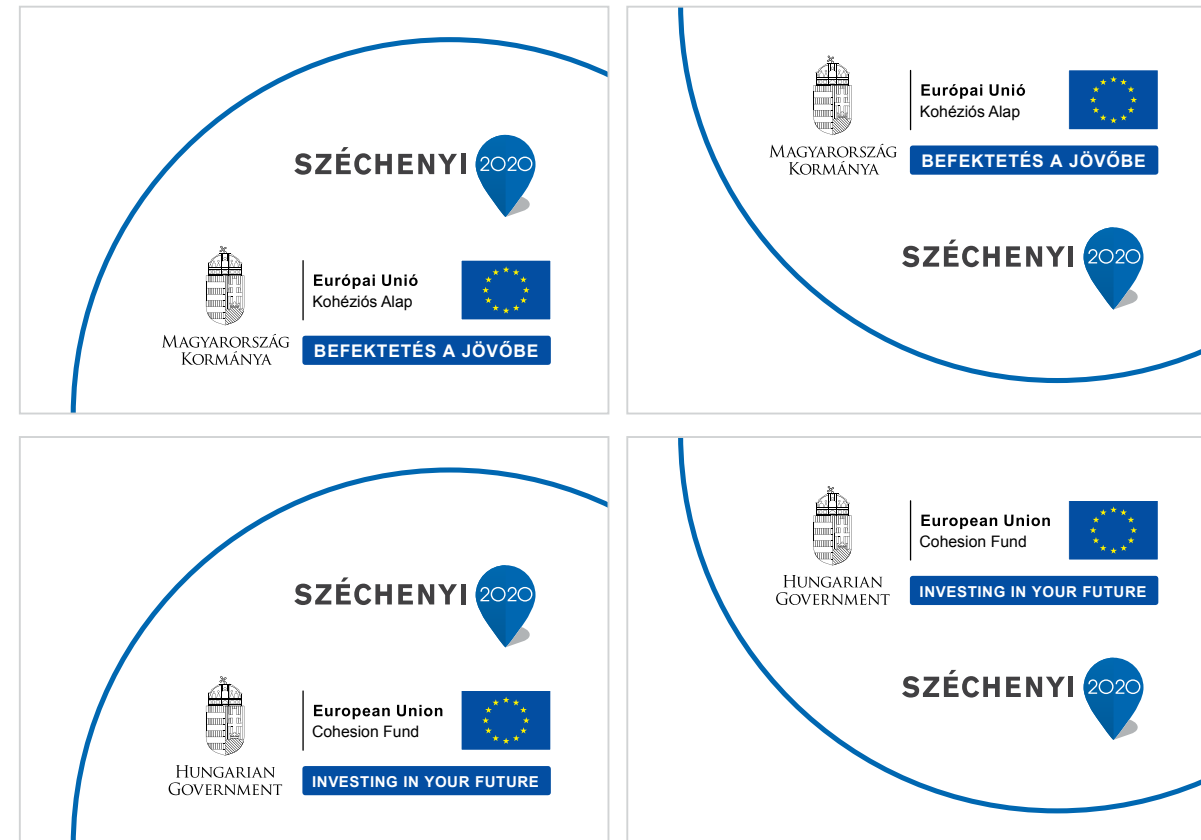 SZÉCHENYI 2020
Európai Unió
Kohéziós Alap
MAGYARORSZÁG
KORMÁNYA
BEFEKTETÉS A JÖVŐBE
Európai Unió
Kohéziós Alap
MAGYARORSZÁG
KORMÁNYA
BEFEKTETÉS A JÖVŐBE
SZÉCHENYI 2020
SZÉCHENYI 2020
European Union
Cohesion Fund
HUNGARIAN
GOVERNMENT
INVESTING IN YOUR FUTURE
European Union
Cohesion Fund
HUNGARIAN
GOVERNMENT
INVESTING IN YOUR FUTURE
SZÉCHENYI 2020